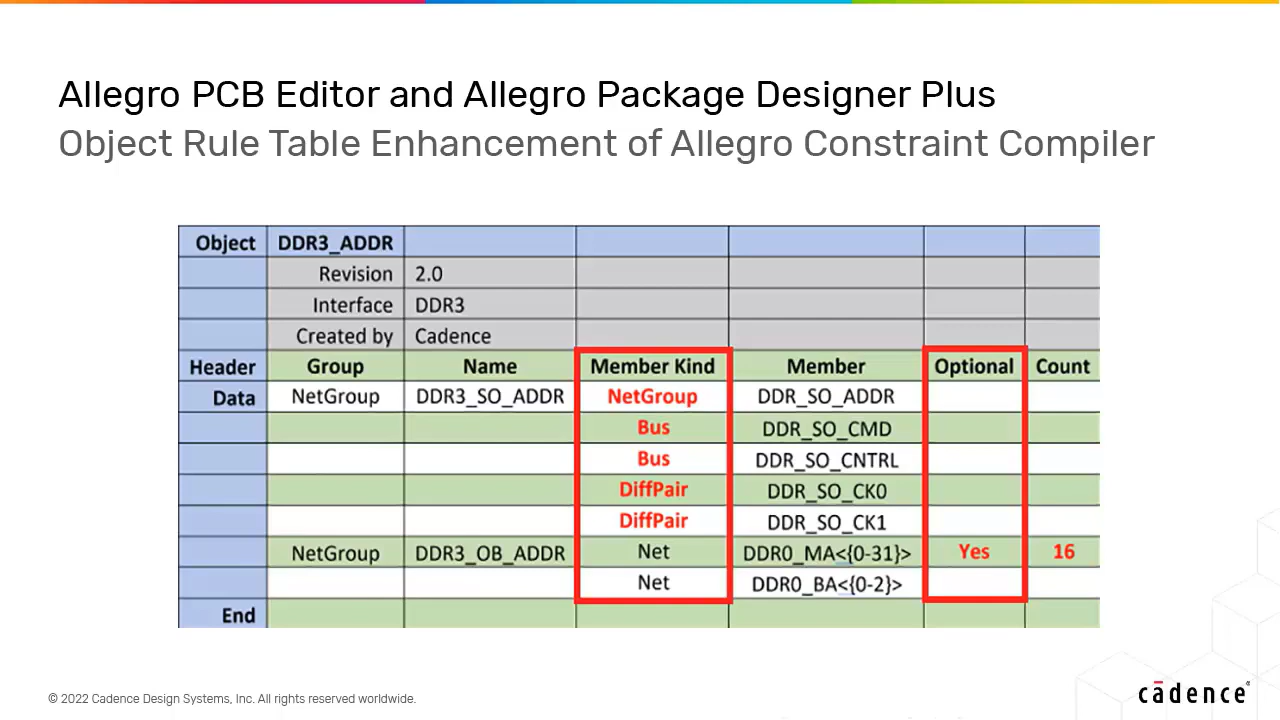 Allegro PCB Editor and Allegro Package Designer Plus
Object Rule Table Enhancement of Allegro Constraint Compiler
Object DDR3_ADDR
Revision 2.0
Interface DDR3
Created by Cadence
Header Group Name Member Kind Member Optional Count
Data NetGroup DDR3_SO_ADDR NetGroup DDR_SO_ADDR
Bus DDR_SO_CMD
Bus DDR_SO_CNTRL
DiffPair DDR_SO_CK0
DiffPair DDR_SO_CK1
NetGroup DDR3_OB_ADDR Net DDR0_MA<{0-31}> Yes 16
Net DDR0_BA<{0-2}>
End
© 2022 Cadence Design Systems, Inc. All rights reserved worldwide.
cādence®